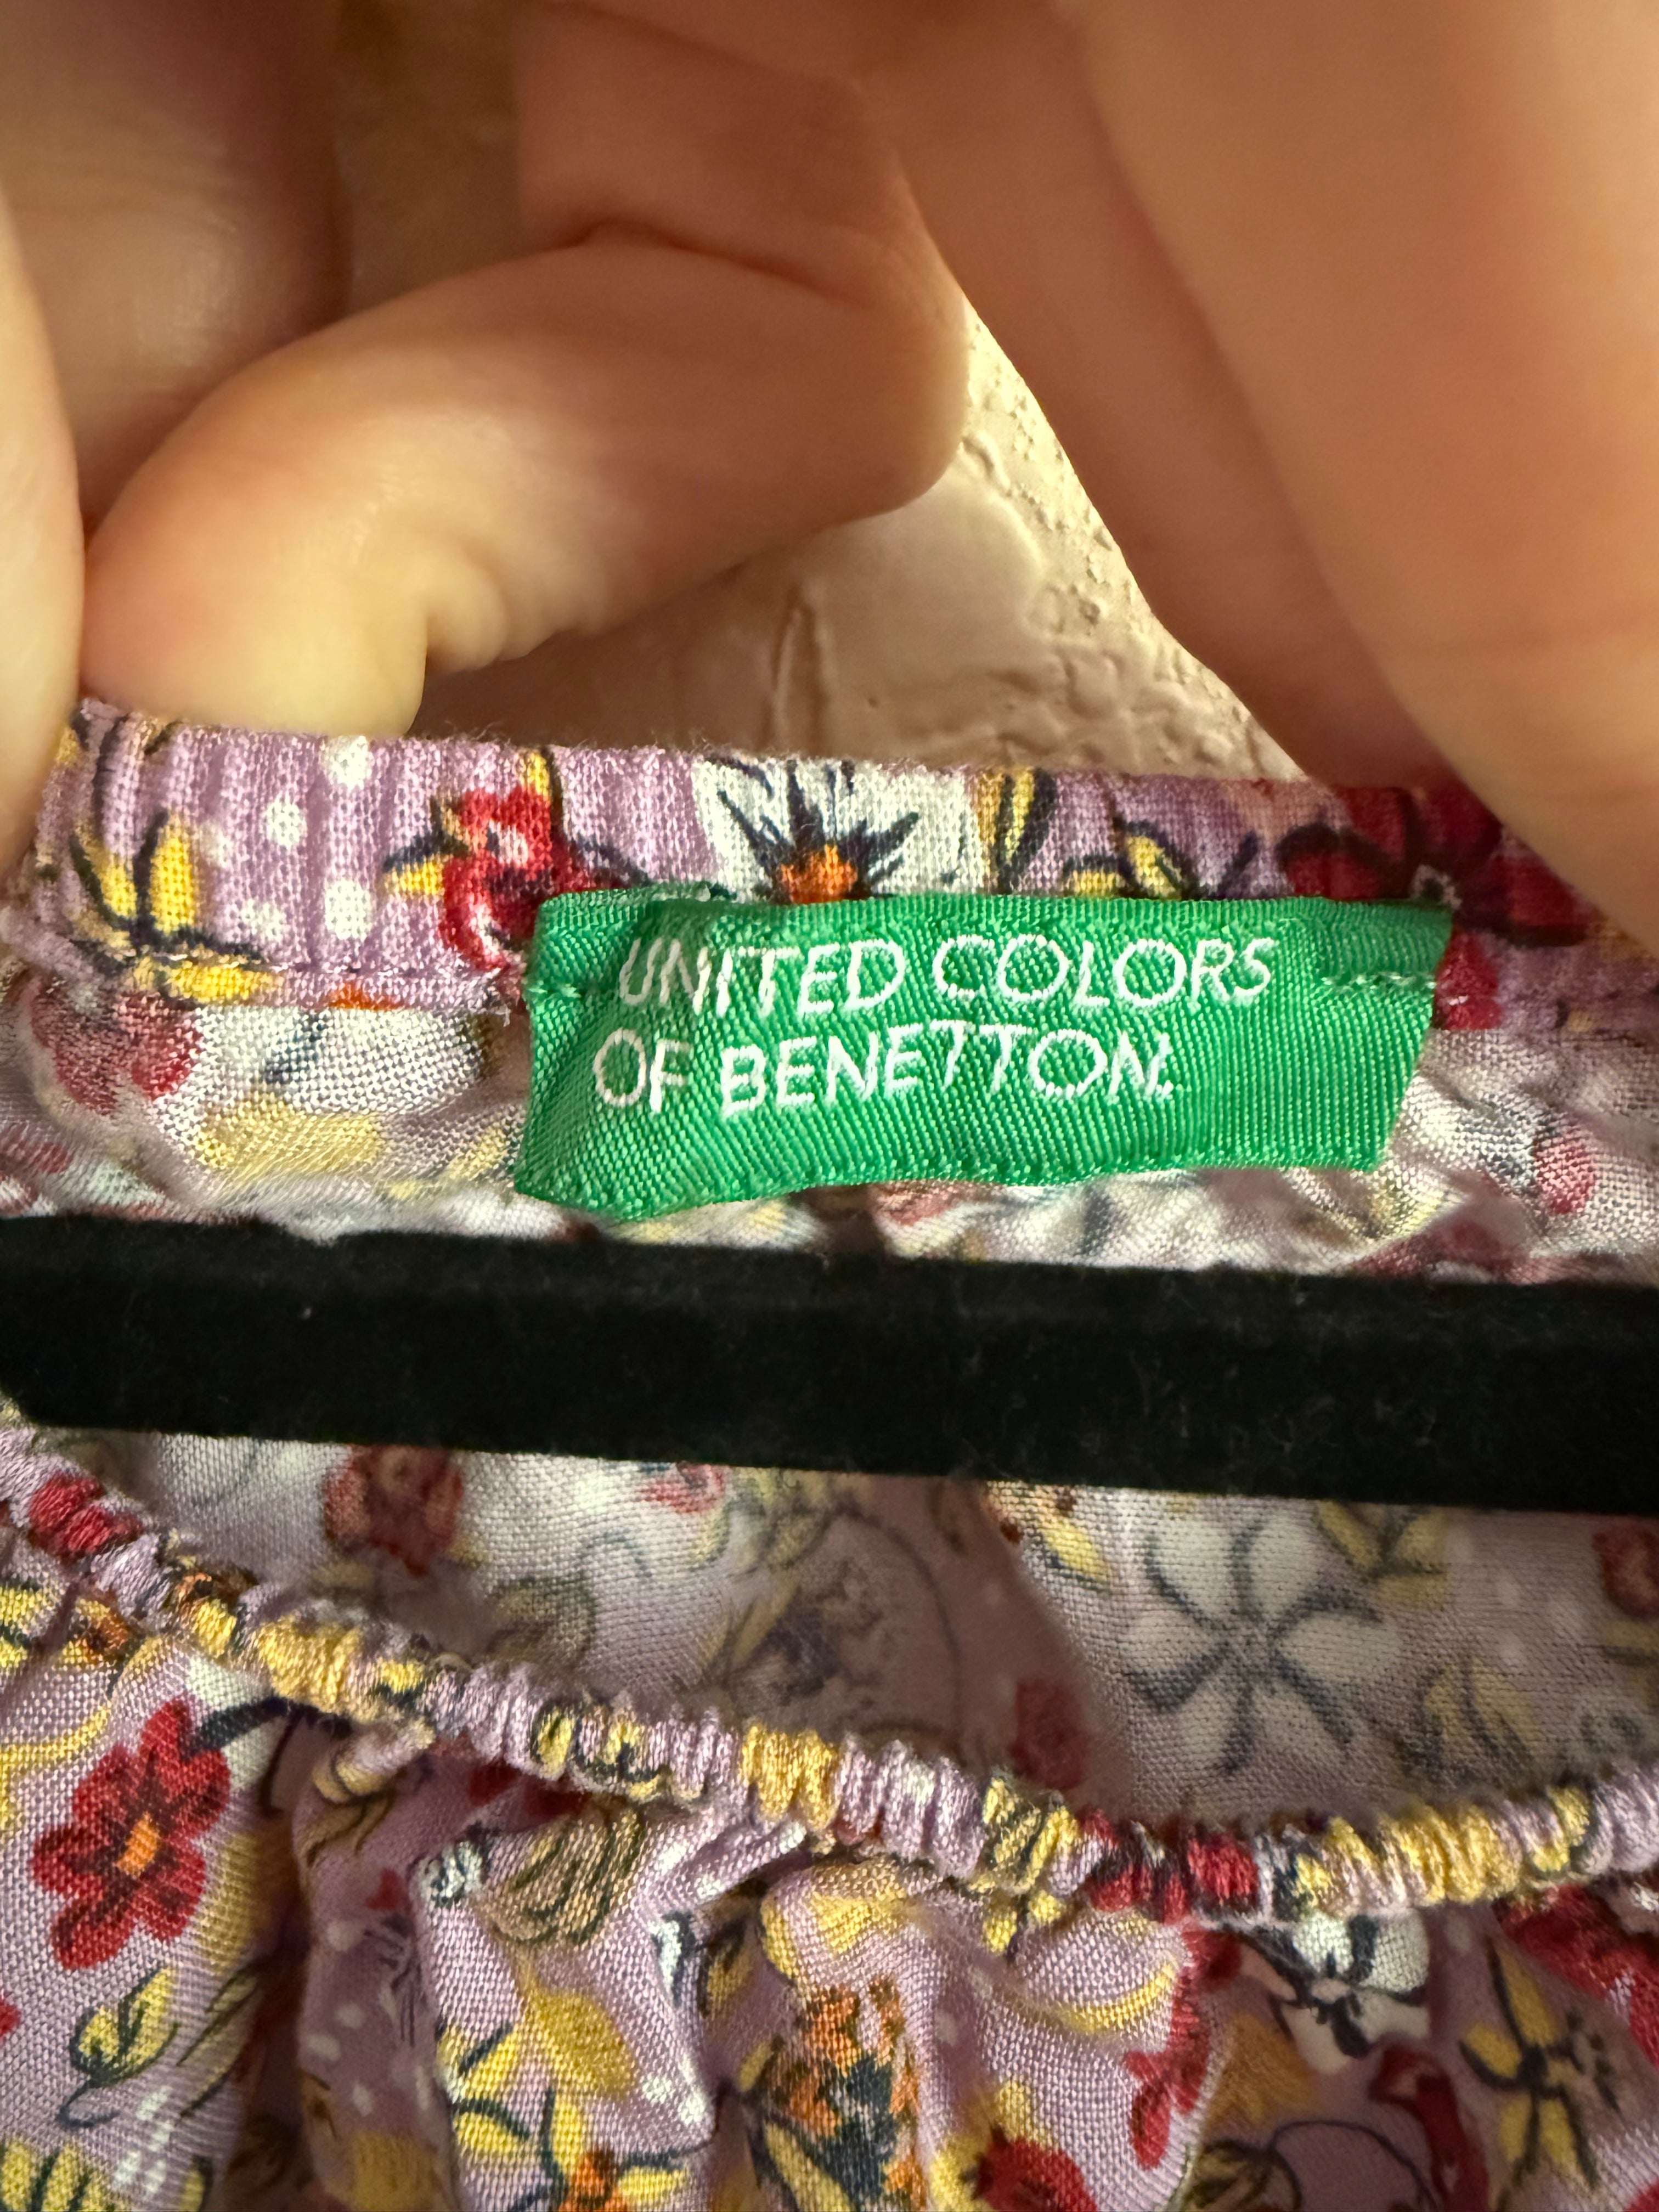 UNITED COLORS
OF BENETTON.